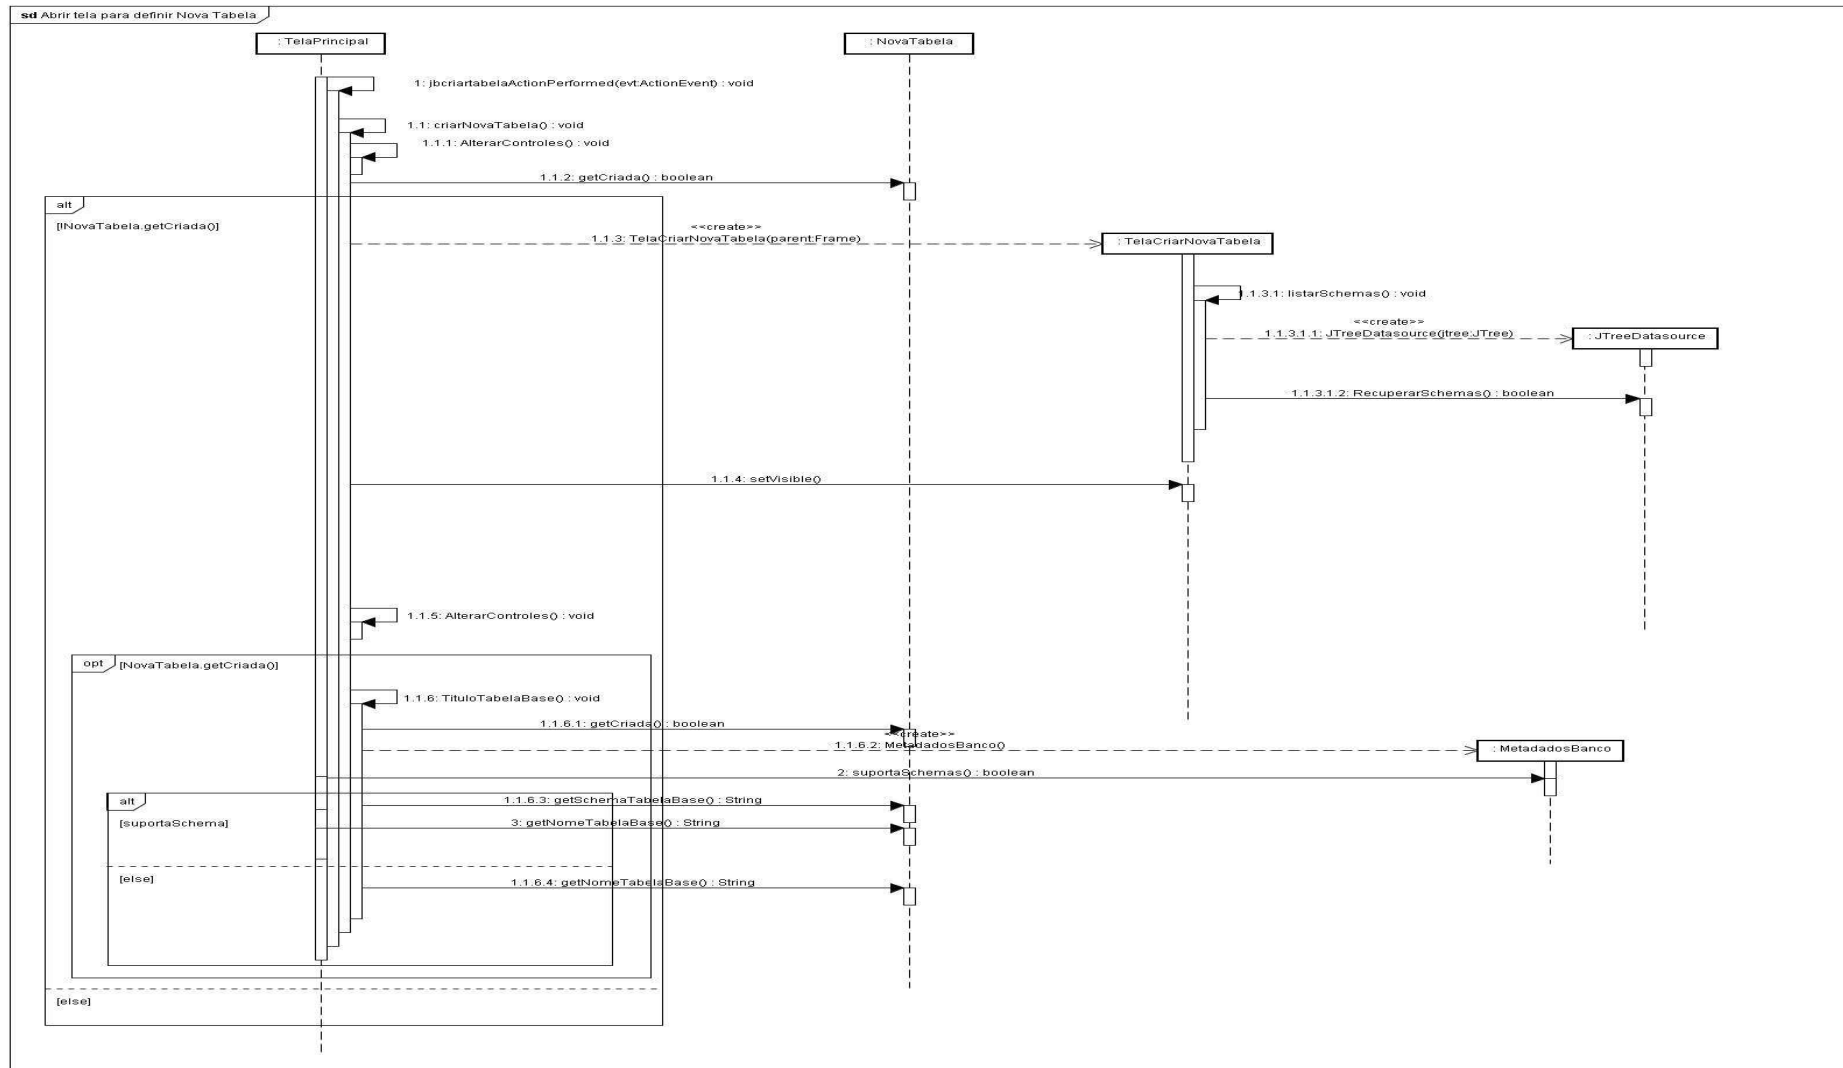 sd Abrir tela para definir Nova Tabela
: TelaPrincipal
: NovaTabela
1: jbcriartabelaActionPerformed(evt:ActionEvent) : void
1.1: criarNovaTabela() : void
1.1.1: AlterarControles() : void
1.1.2: getCriada() : boolean
alt
[!NovaTabela.getCriada()]
<<create>>
1.1.3: TelaCriarNovaTabela(parent:Frame)
: TelaCriarNovaTabela
1.1.3.1: listarSchemas() : void
<<create>>
1.1.3.1.1: JTreeDatasource(jtree:JTree)
: JTreeDatasource
1.1.3.1.2: RecuperarSchemas() : boolean
1.1.4: setVisible()
1.1.5: AlterarControles() : void
opt
[NovaTabela.getCriada()]
1.1.6: TituloTabelaBase() : void
1.1.6.1: getCriada() : boolean
<<create>>
1.1.6.2: MetadadosBanco()
: MetadadosBanco
2: suportaSchemas() : boolean
alt
1.1.6.3: getSchemaTabelaBase() : String
[suportaSchema]
3: getNomeTabelaBase() : String
[else]
1.1.6.4: getNomeTabelaBase() : String
[else]